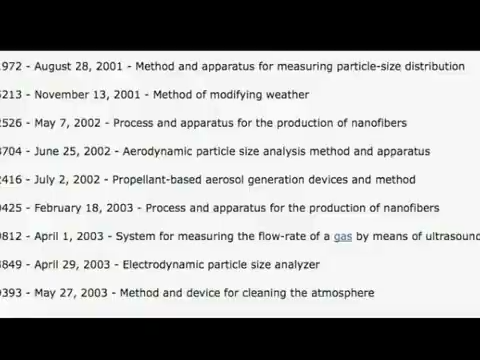 1972 - August 28, 2001 - Method and apparatus for measuring particle-size distribution
5213 - November 13, 2001 - Method of modifying weather
2526 - May 7, 2002 - Process and apparatus for the production of nanofibers
3704 - June 25, 2002 - Aerodynamic particle size analysis method and apparatus
2416 - July 2, 2002 - Propellant-based aerosol generation devices and method
0425 - February 18, 2003 - Process and apparatus for the production of nanofibers
9812 - April 1, 2003 - System for measuring the flow-rate of a gas by means of ultrasound
3849 - April 29, 2003 - Electrodynamic particle size analyzer
9393 - May 27, 2003 - Method and device for cleaning the atmosphere